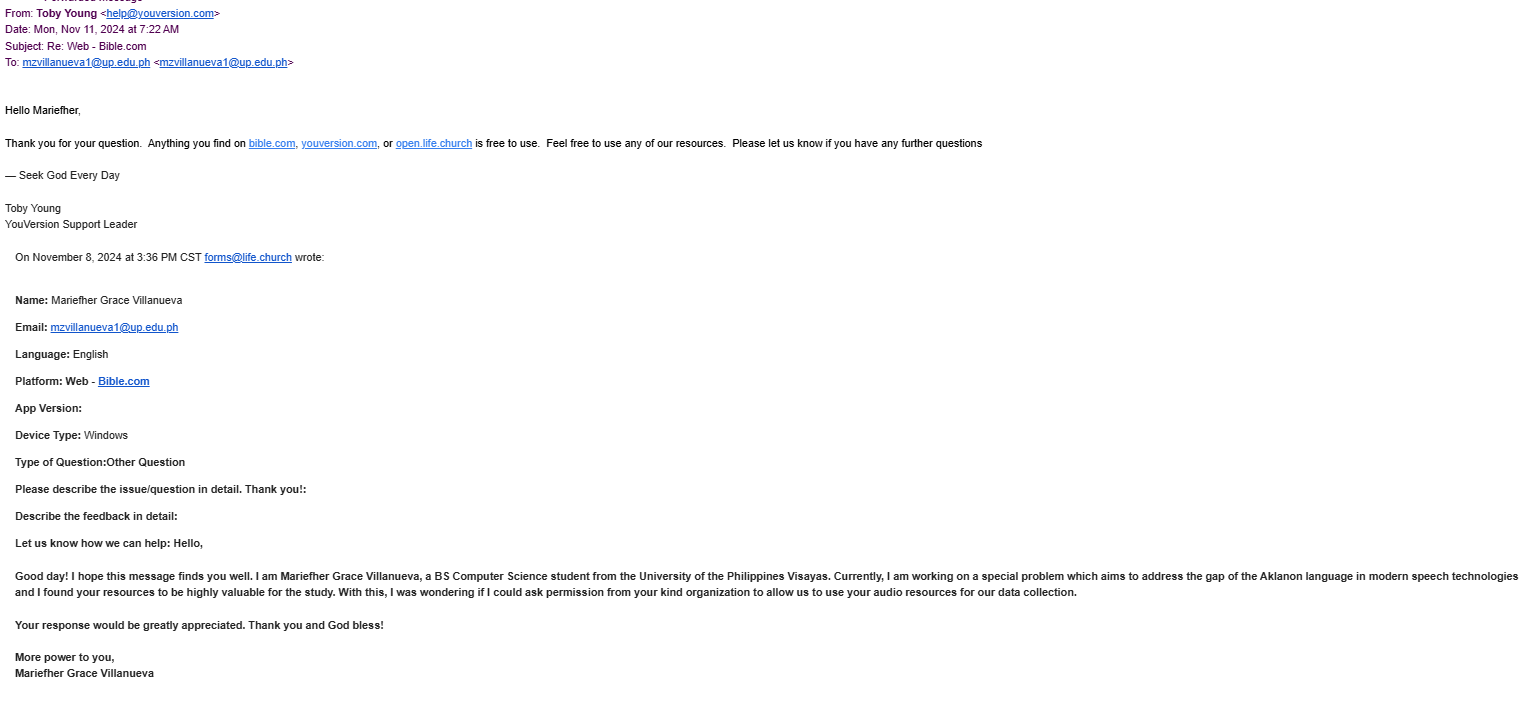 From: Toby Young <help@youversion.com>
Date: Mon, Nov 11, 2024 at 7:22 AM
Subject: Re: Web - Bible.com
To: mzvillanueva1@up.edu.ph <mzvillanueva1@up.edu.ph>
Hello Mariefher,
Thank you for your question.  Anything you find on bible.com, youversion.com, or open.life.church is free to use.  Feel free to use any of our resources.  Please let us know if you have any further questions
— Seek God Every Day
Toby Young
YouVersion Support Leader
On November 8, 2024 at 3:36 PM CST forms@life.church wrote:
Name: Mariefher Grace Villanueva
Email: mzvillanueva1@up.edu.ph
Language: English
Platform: Web - Bible.com
App Version:
Device Type: Windows
Type of Question:Other Question
Please describe the issue/question in detail. Thank you!:
Describe the feedback in detail:
Let us know how we can help: Hello,
Good day! I hope this message finds you well. I am Mariefher Grace Villanueva, a BS Computer Science student from the University of the Philippines Visayas. Currently, I am working on a special problem which aims to address the gap of the Aklanon language in modern speech technologies
and I found your resources to be highly valuable for the study. With this, I was wondering if I could ask permission from your kind organization to allow us to use your audio resources for our data collection.
Your response would be greatly appreciated. Thank you and God bless!
More power to you,
Mariefher Grace Villanueva